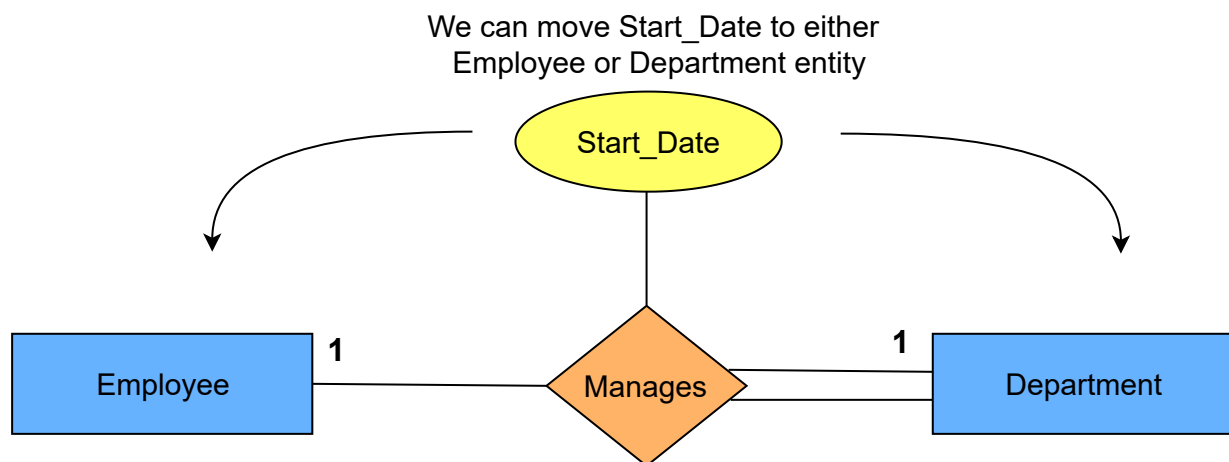 We can move Start_Date to either
Employee or Department entity
Start_Date
1
1
Employee
Manages
Department